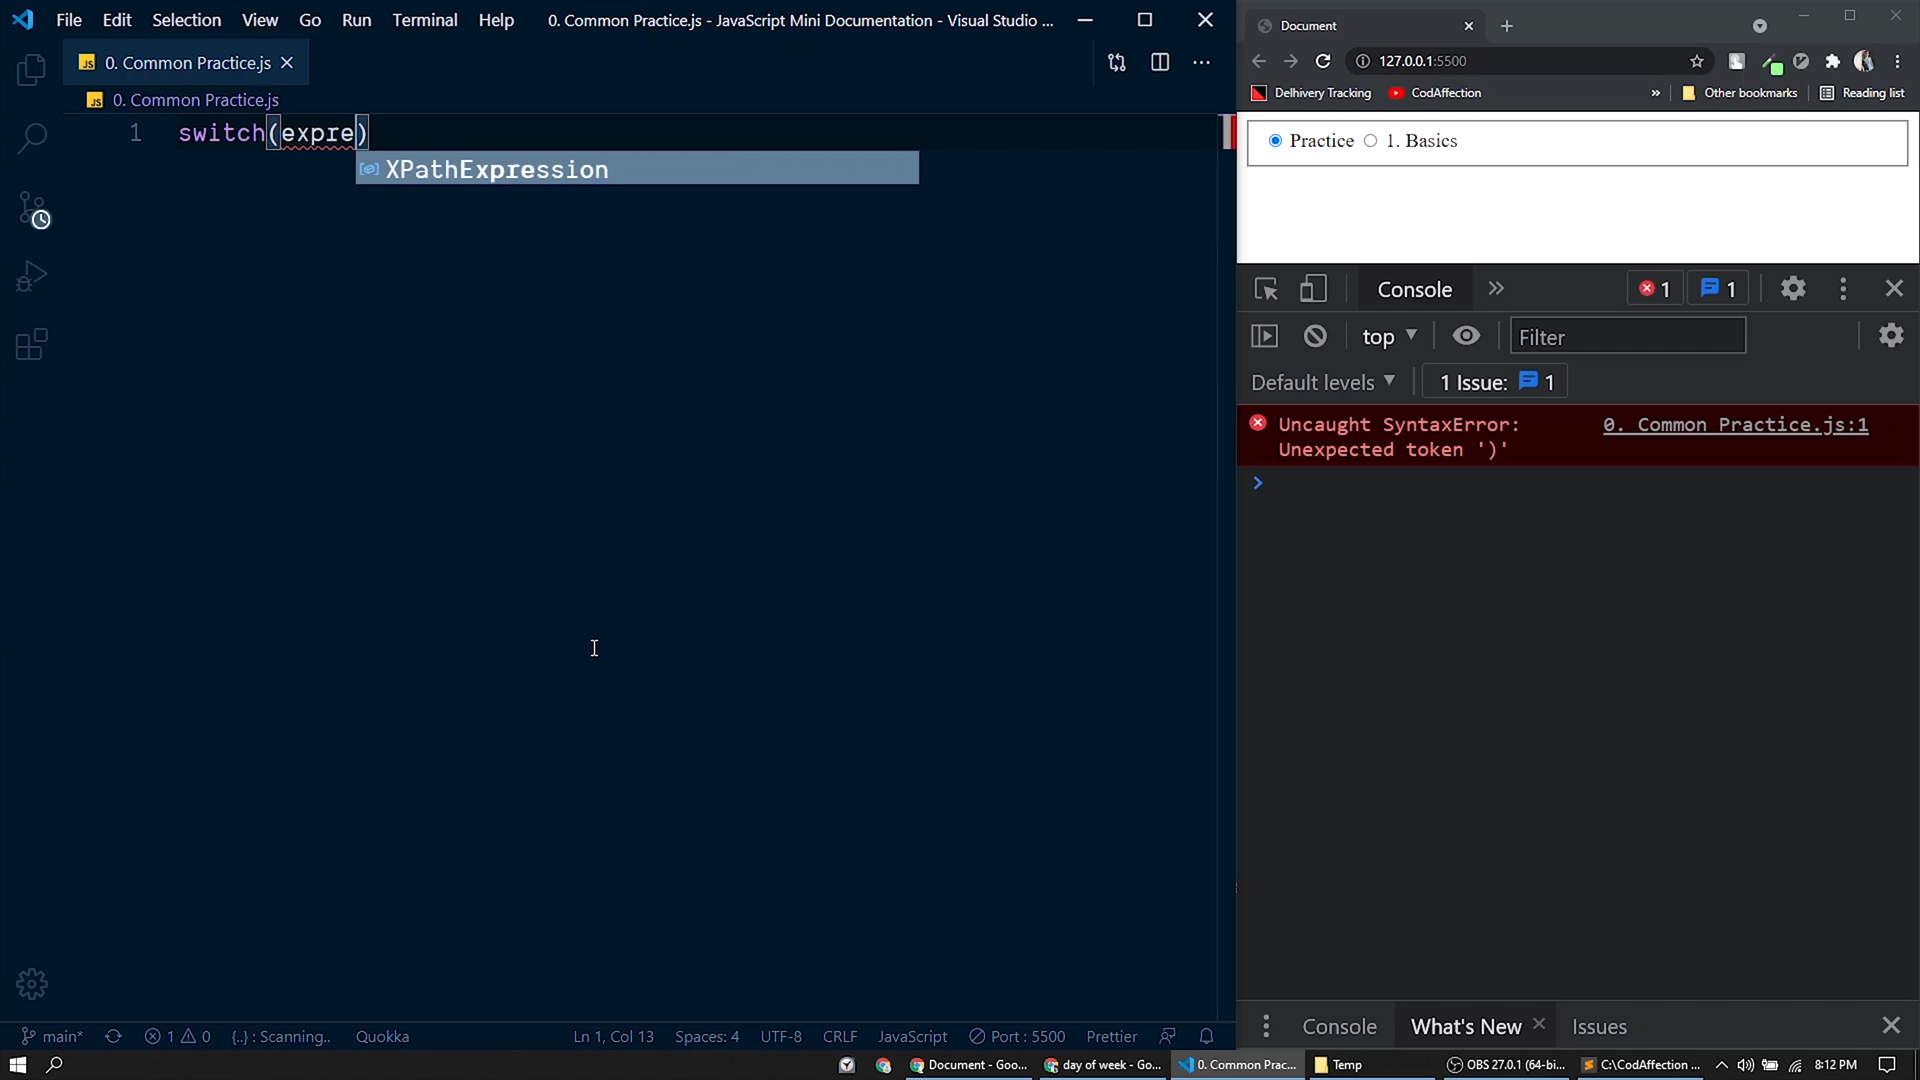 File Edit Selection View Go Run Terminal Help 0. Common Practice.js - JavaScript Mini Documentation - Visual Studio ...
JS 0. Common Practice.js
JS 0. Common Practice.js
1 switch(expre)
XPathExpression
main* 1 0 {..} : Scanning.. Quokka Ln 1, Col 13 Spaces: 4 UTF-8 CRLF JavaScript Port : 5500 Prettier
Document
127.0.0.1:5500
Delhivery Tracking CodAffection » Other bookmarks Reading list
Practice 1. Basics
Console » 1 1
top Filter
Default levels 1 Issue: 1
Uncaught SyntaxError: 0. Common Practice.js:1
Unexpected token ')'
Console What's New Issues
Document - Goo... day of week - Go... 0. Common Prac... Temp OBS 27.0.1 (64-bi... C:\CodAffection ... 8:12 PM